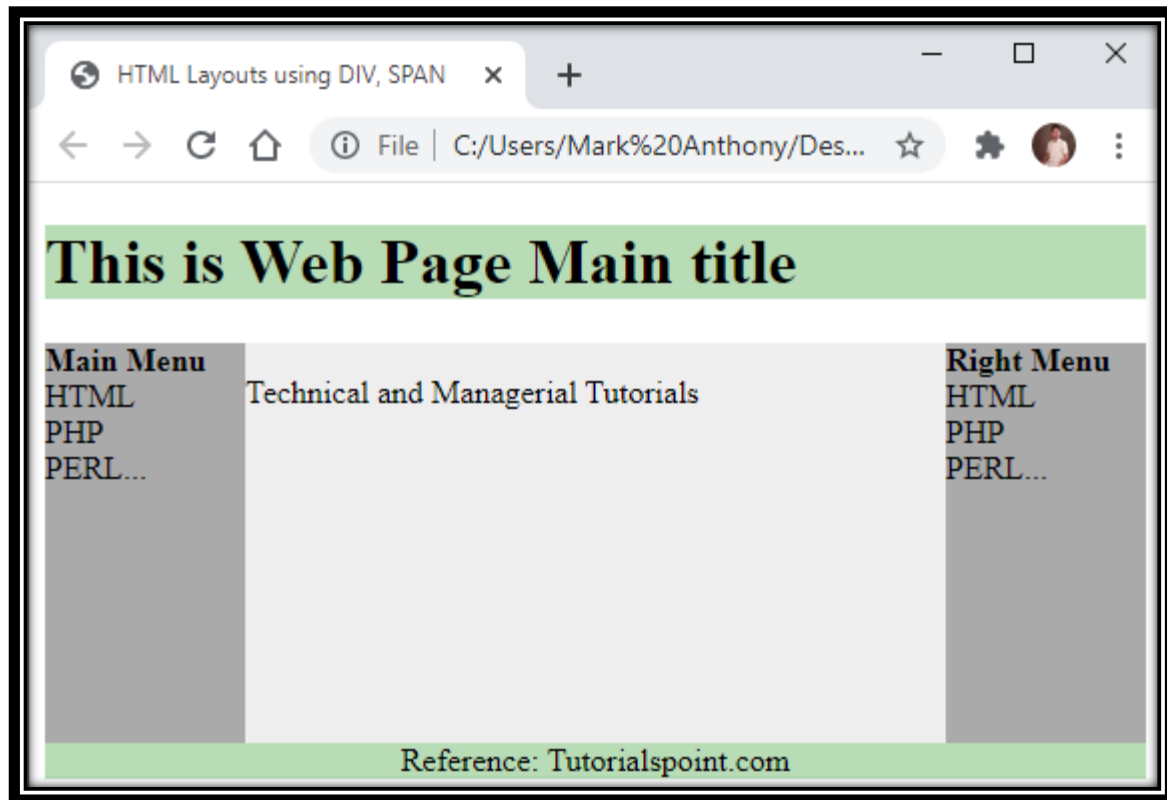 HTML Layouts using DIV, SPAN
File | C:/Users/Mark%20Anthony/Des...
This is Web Page Main title
Main Menu
HTML
PHP
PERL...
Technical and Managerial Tutorials
Right Menu
HTML
PHP
PERL...
Reference: Tutorialspoint.com